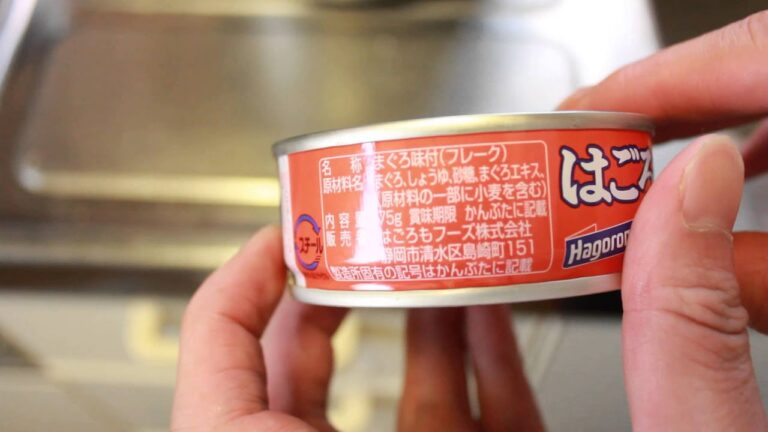 名 称 まぐろ味付(フレーク)
原材料名 まぐろ、しょうゆ、砂糖、まぐろエキス、
(原材料の一部に小麦を含む)
内容量 75g 賞味期限 かんぶたに記載
販売者 はごろもフーズ株式会社
静岡市清水区島崎町151
製造所固有の記号はかんぶたに記載
スチール
はごろ
Hagoro